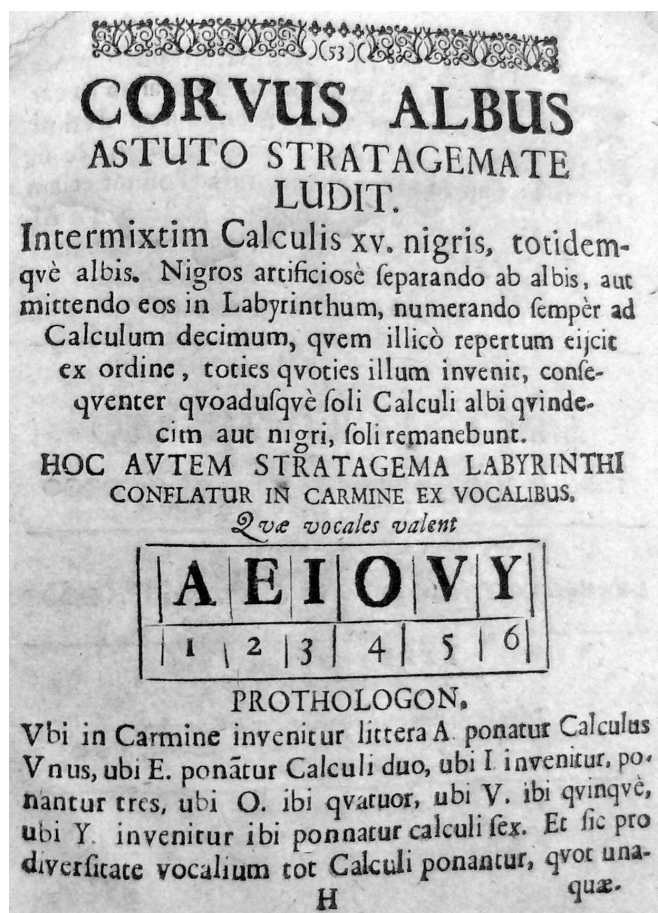 )(53)(
CORVUS ALBUS
ASTUTO STRATAGEMATE
LUDIT.
Intermixtim Calculis xv. nigris, totidem-
qvè albis. Nigros artificiosè ſeparando ab albis, aut
mittendo eos in Labyrinthum, numerando ſempèr ad
Calculum decimum, qvem illicò repertum eijcit
ex ordine, toties qvoties illum invenit, conſe-
qventer qvoaduſqvè ſoli Calculi albi qvinde-
cim aut nigri, ſoli remanebunt.
HOC AVTEM STRATAGEMA LABYRINTHI
CONFLATUR IN CARMINE EX VOCALIBUS.
Qvæ vocales valent
A E I O V Y
1 2 3 4 5 6
PROTHOLOGON.
Vbi in Carmine invenitur littera A ponatur Calculus
Vnus, ubi E. ponãtur Calculi duo, ubi I invenitur, po-
nantur tres, ubi O. ibi qvatuor, ubi V. ibi qvinqvè,
ubi Y. invenitur ibi ponnatur calculi ſex. Et ſic pro
diverſitate vocalium tot Calculi ponantur, qvot una-
H quæ-